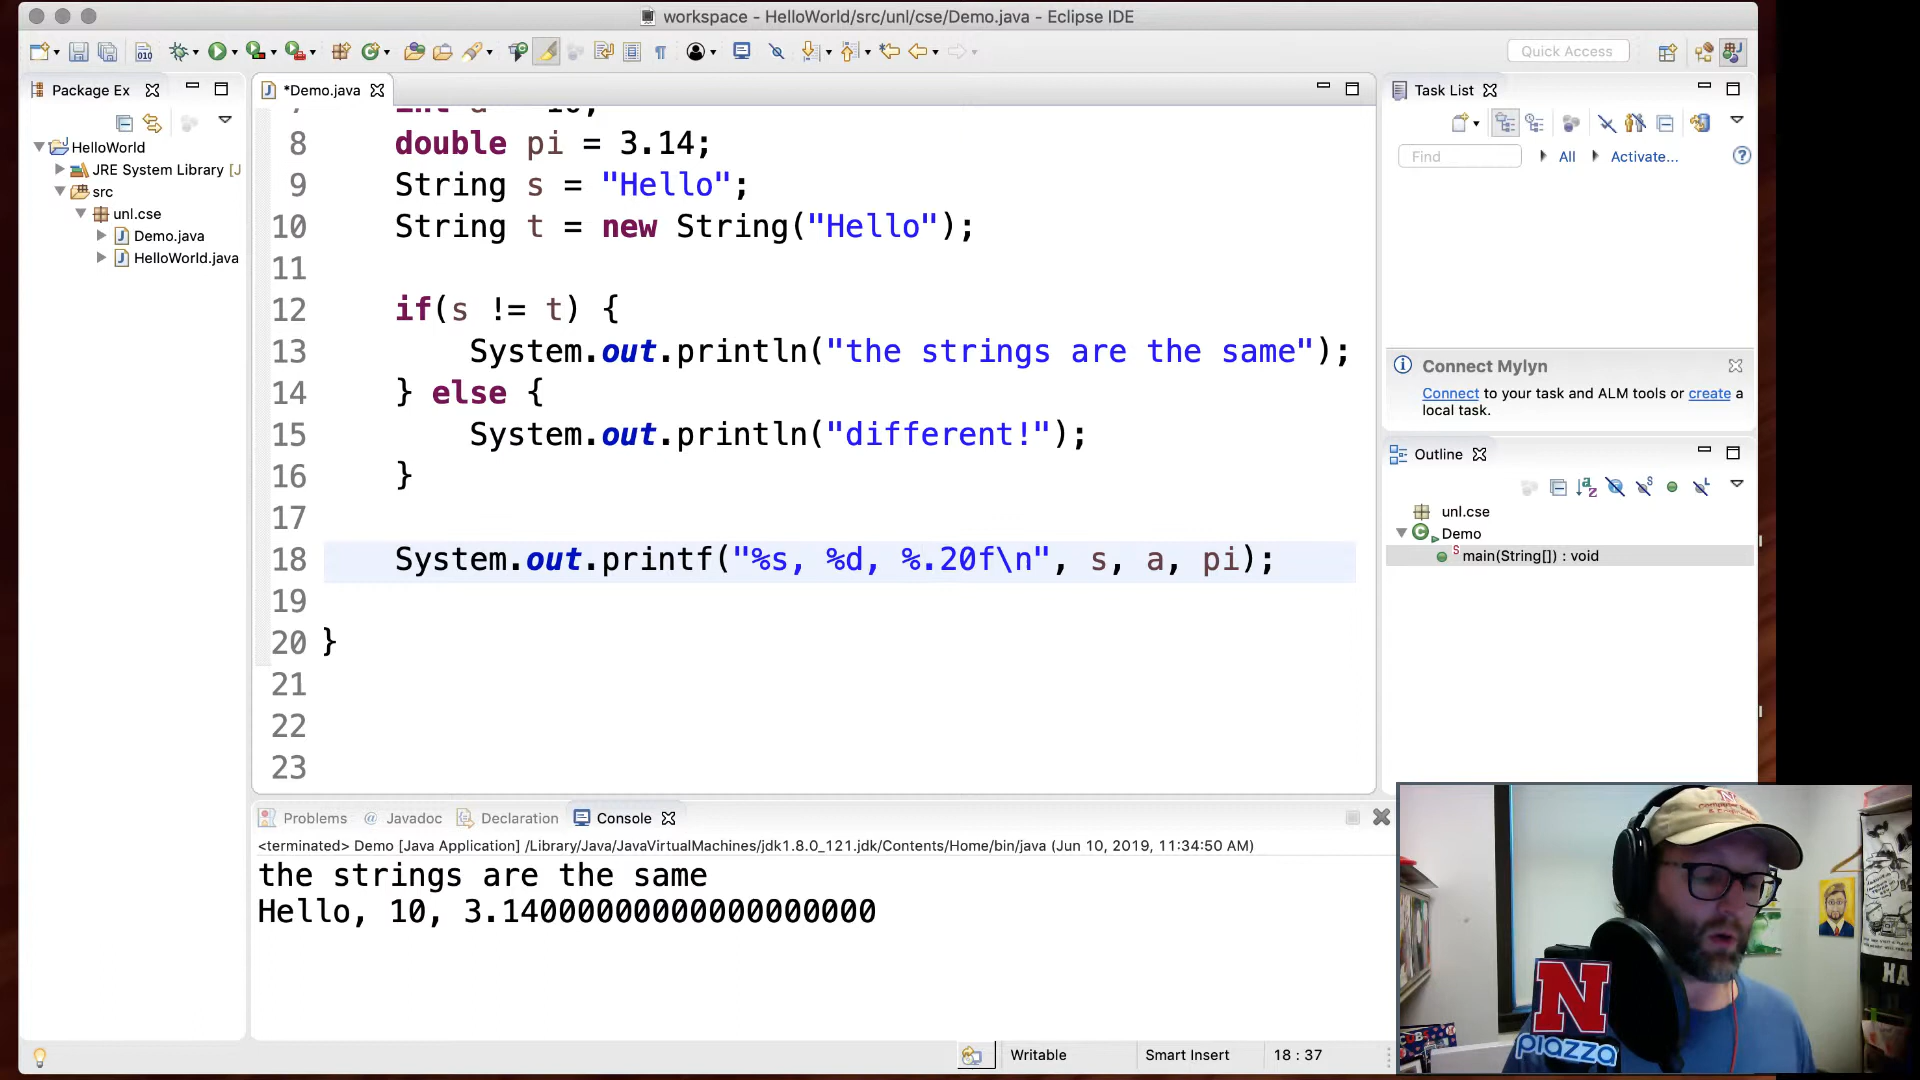 workspace - HelloWorld/src/unl/cse/Demo.java - Eclipse IDE
Quick Access
Package Ex
*Demo.java
Task List
HelloWorld
JRE System Library [J
src
unl.cse
Demo.java
HelloWorld.java
8 double pi = 3.14;
9 String s = "Hello";
10 String t = new String("Hello");
11
12 if(s != t) {
13 System.out.println("the strings are the same");
14 } else {
15 System.out.println("different!");
16 }
17
18 System.out.printf("%s, %d, %.20f\n", s, a, pi);
19
20 }
21
22
23
Find
All
Activate...
Connect Mylyn
Connect to your task and ALM tools or create a
local task.
Outline
unl.cse
Demo
main(String[]) : void
Problems @ Javadoc Declaration Console
<terminated> Demo [Java Application] /Library/Java/JavaVirtualMachines/jdk1.8.0_121.jdk/Contents/Home/bin/java (Jun 10, 2019, 11:34:50 AM)
the strings are the same
Hello, 10, 3.14000000000000000000
Writable
Smart Insert
18 : 37
N
piazza
CUBS
HA